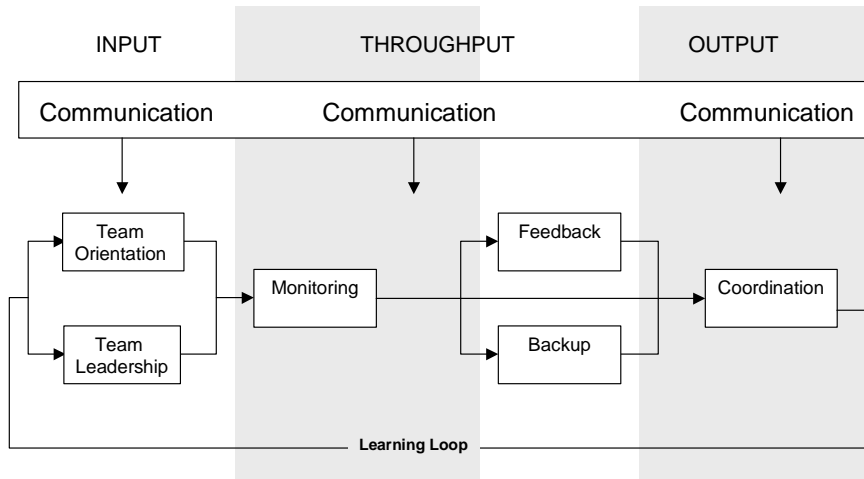 INPUT THROUGHPUT OUTPUT
Communication Communication Communication
Team
Orientation
Team
Leadership
Monitoring
Feedback
Backup
Coordination
Learning Loop